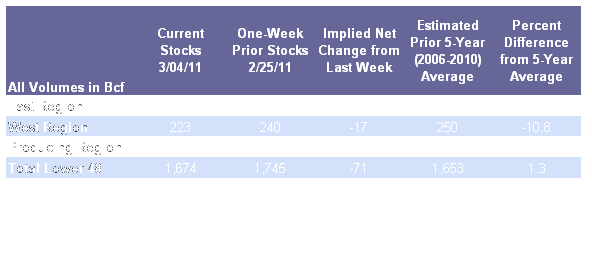 Current Stocks 3/04/11 One-Week Prior Stocks 2/25/11 Implied Net Change from Last Week Estimated Prior 5-Year (2006-2010) Average Percent Difference from 5-Year Average
All Volumes in Bcf
East Region
West Region 223 240 -17 250 -10.8
Producing Region
Total Lower 48 1,674 1,745 -71 1,653 1.3